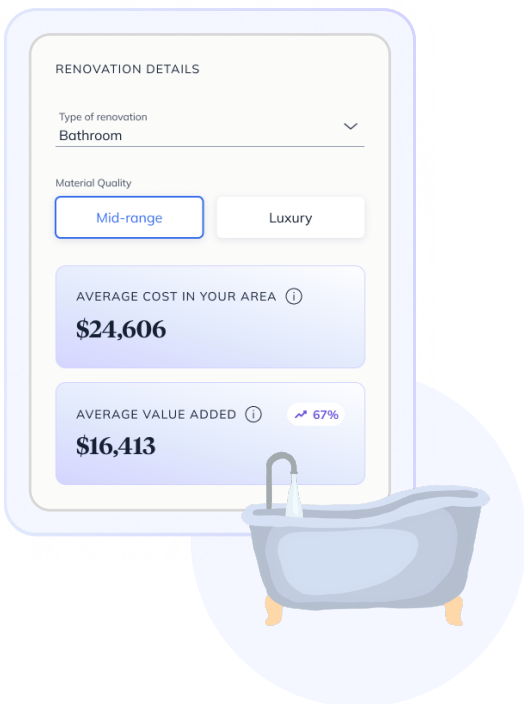 RENOVATION DETAILS
Type of renovation
Bathroom
Material Quality
Mid-range
Luxury
AVERAGE COST IN YOUR AREA
$24,606
AVERAGE VALUE ADDED
67%
$16,413